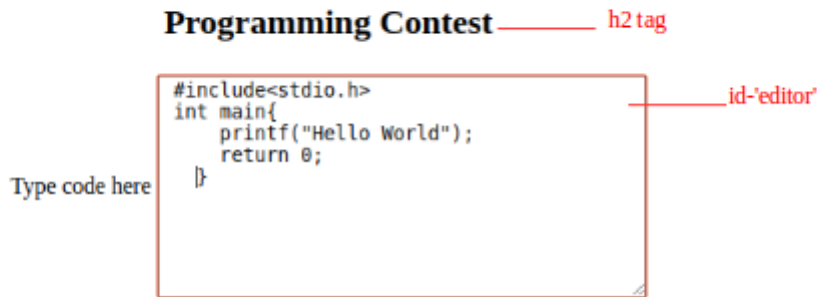 Programming Contest h2 tag
#include<stdio.h>
id-'editor'
int main{
printf("Hello World");
return 0;
Type code here
}